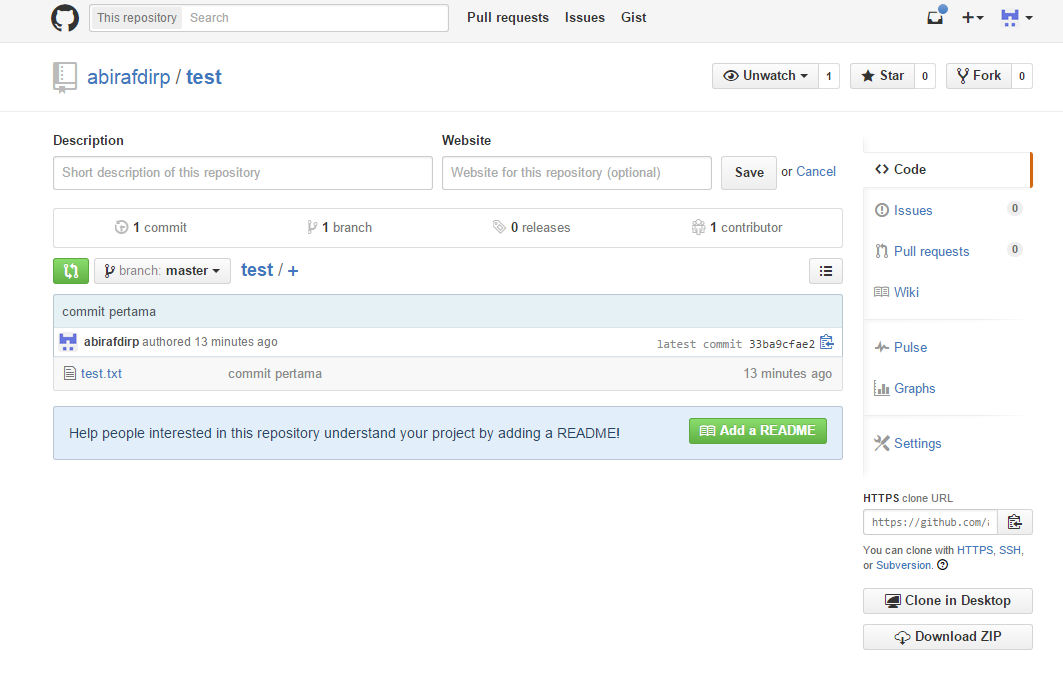 This repository Search Pull requests Issues Gist
abirafdirp / test Unwatch 1 Star 0 Fork 0
Description Website
Short description of this repository Website for this repository (optional) Save or Cancel
1 commit 1 branch 0 releases 1 contributor
branch: master test / +
commit pertama
abirafdirp authored 13 minutes ago latest commit 33ba9cfae2
test.txt commit pertama 13 minutes ago
Help people interested in this repository understand your project by adding a README! Add a README
Code
Issues 0
Pull requests 0
Wiki
Pulse
Graphs
Settings
HTTPS clone URL
https://github.com/
You can clone with HTTPS, SSH,
or Subversion.
Clone in Desktop
Download ZIP